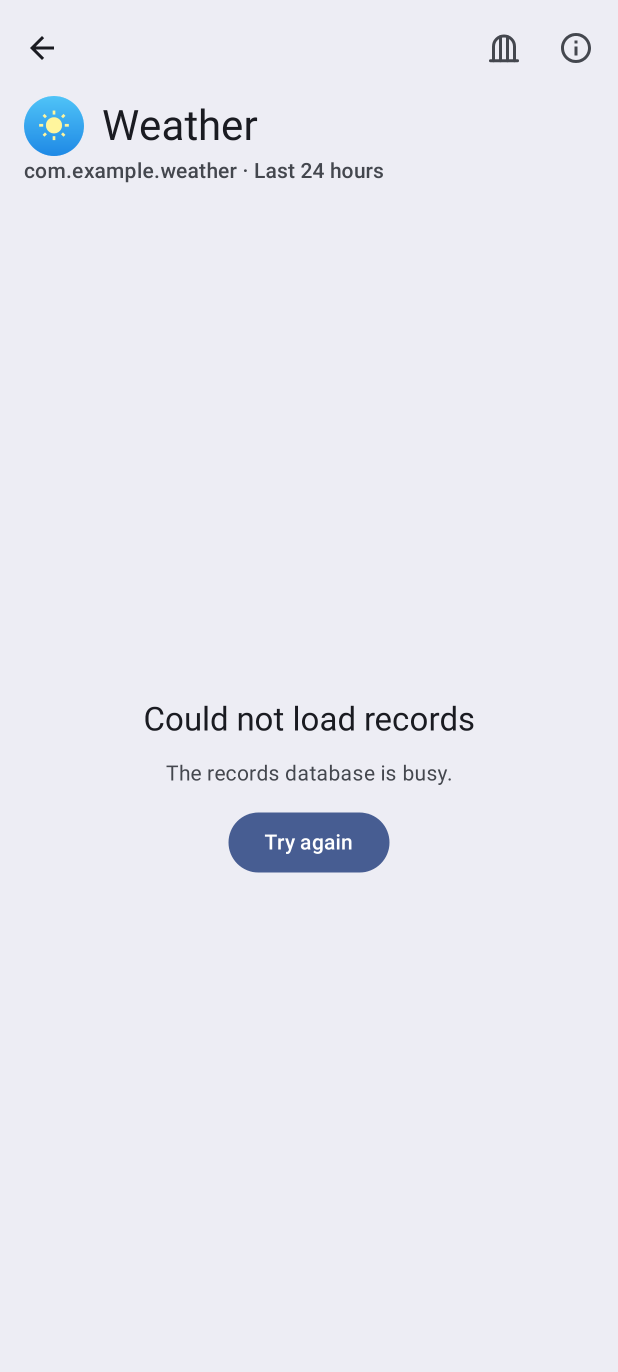 Weather
com.example.weather · Last 24 hours
Could not load records
The records database is busy.
Try again